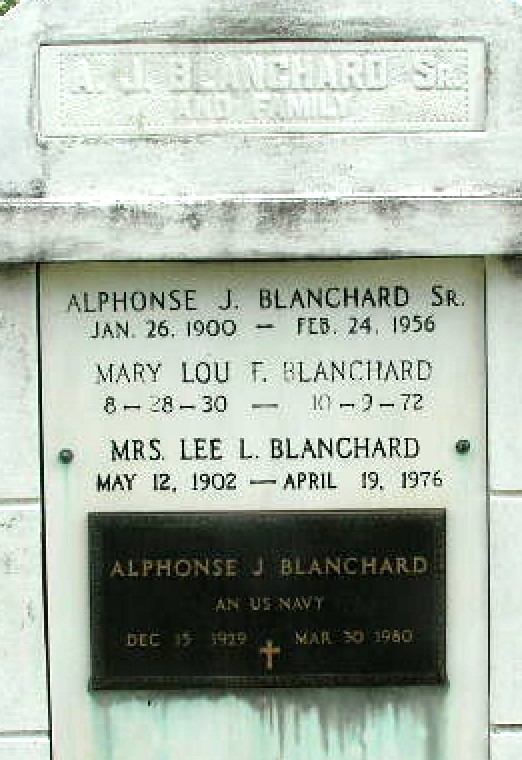 A. J. BLANCHARD SR.
AND FAMILY
ALPHONSE J. BLANCHARD SR.
JAN. 26, 1900 — FEB. 24, 1956
MARY LOU F. BLANCHARD
8-28-30 — 10-9-72
MRS. LEE L. BLANCHARD
MAY 12, 1902 — APRIL 19, 1976
ALPHONSE J BLANCHARD
AN US NAVY
DEC 15 1929 MAR 30 1980